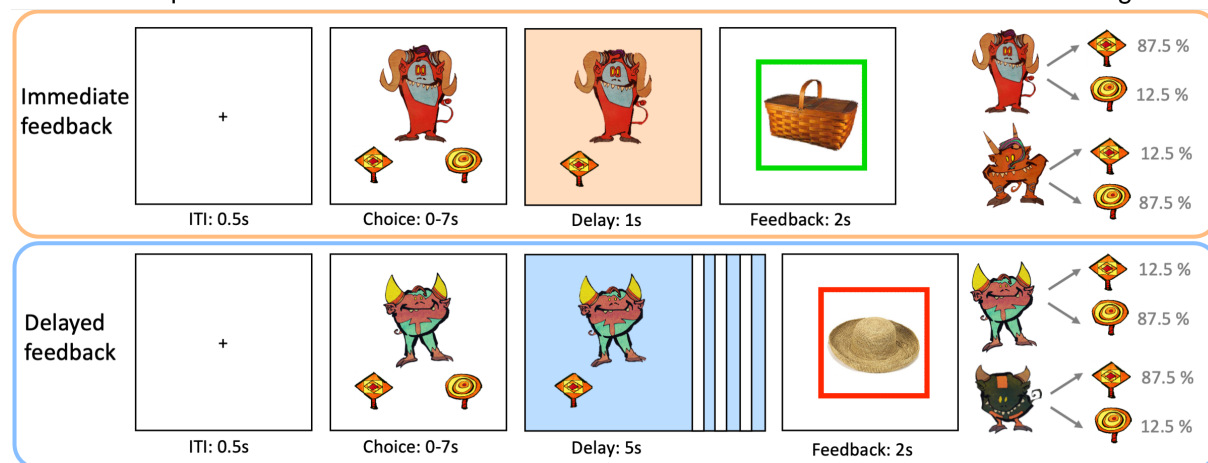 Immediate
feedback
+
ITI: 0.5s
Choice: 0-7s
Delay: 1s
Feedback: 2s
87.5 %
12.5 %
12.5 %
87.5 %
Delayed
feedback
+
ITI: 0.5s
Choice: 0-7s
Delay: 5s
Feedback: 2s
12.5 %
87.5 %
87.5 %
12.5 %